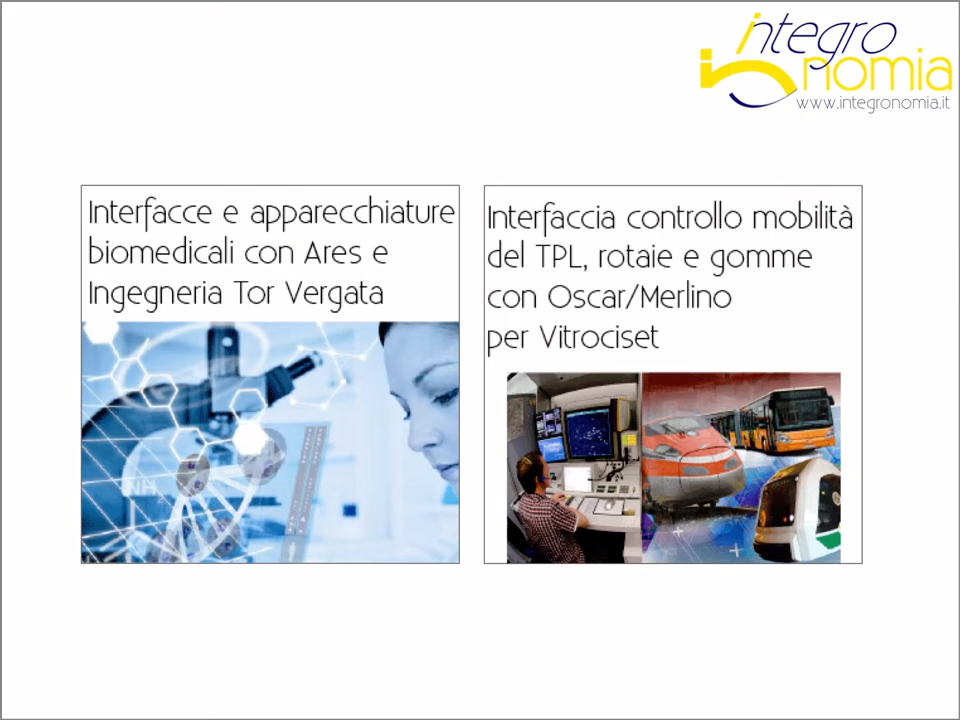 integro
nomia
www.integronomia.it
Interfacce e apparecchiature
biomedicali con Ares e
Ingegneria Tor Vergata
Interfaccia controllo mobilità
del TPL, rotaie e gomme
con Oscar/Merlino
per Vitrociset
NH